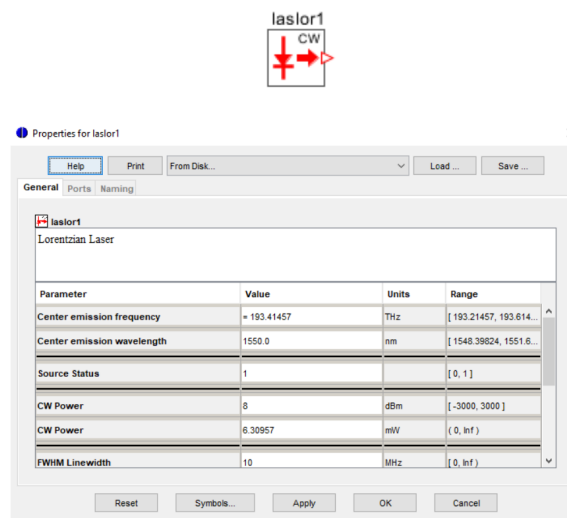 laslor1
CW
Properties for laslor1
Help Print From Disk... Load ... Save ...
General Ports Naming
laslor1
Lorentzian Laser
Parameter Value Units Range
Center emission frequency = 193.41457 THz [ 193.21457, 193.614...
Center emission wavelength 1550.0 nm [ 1548.39824, 1551.6...
Source Status 1 [ 0, 1 ]
CW Power 8 dBm [ -3000, 3000 ]
CW Power 6.30957 mW ( 0, Inf )
FWHM Linewidth 10 MHz [ 0, Inf )
Reset Symbols... Apply OK Cancel